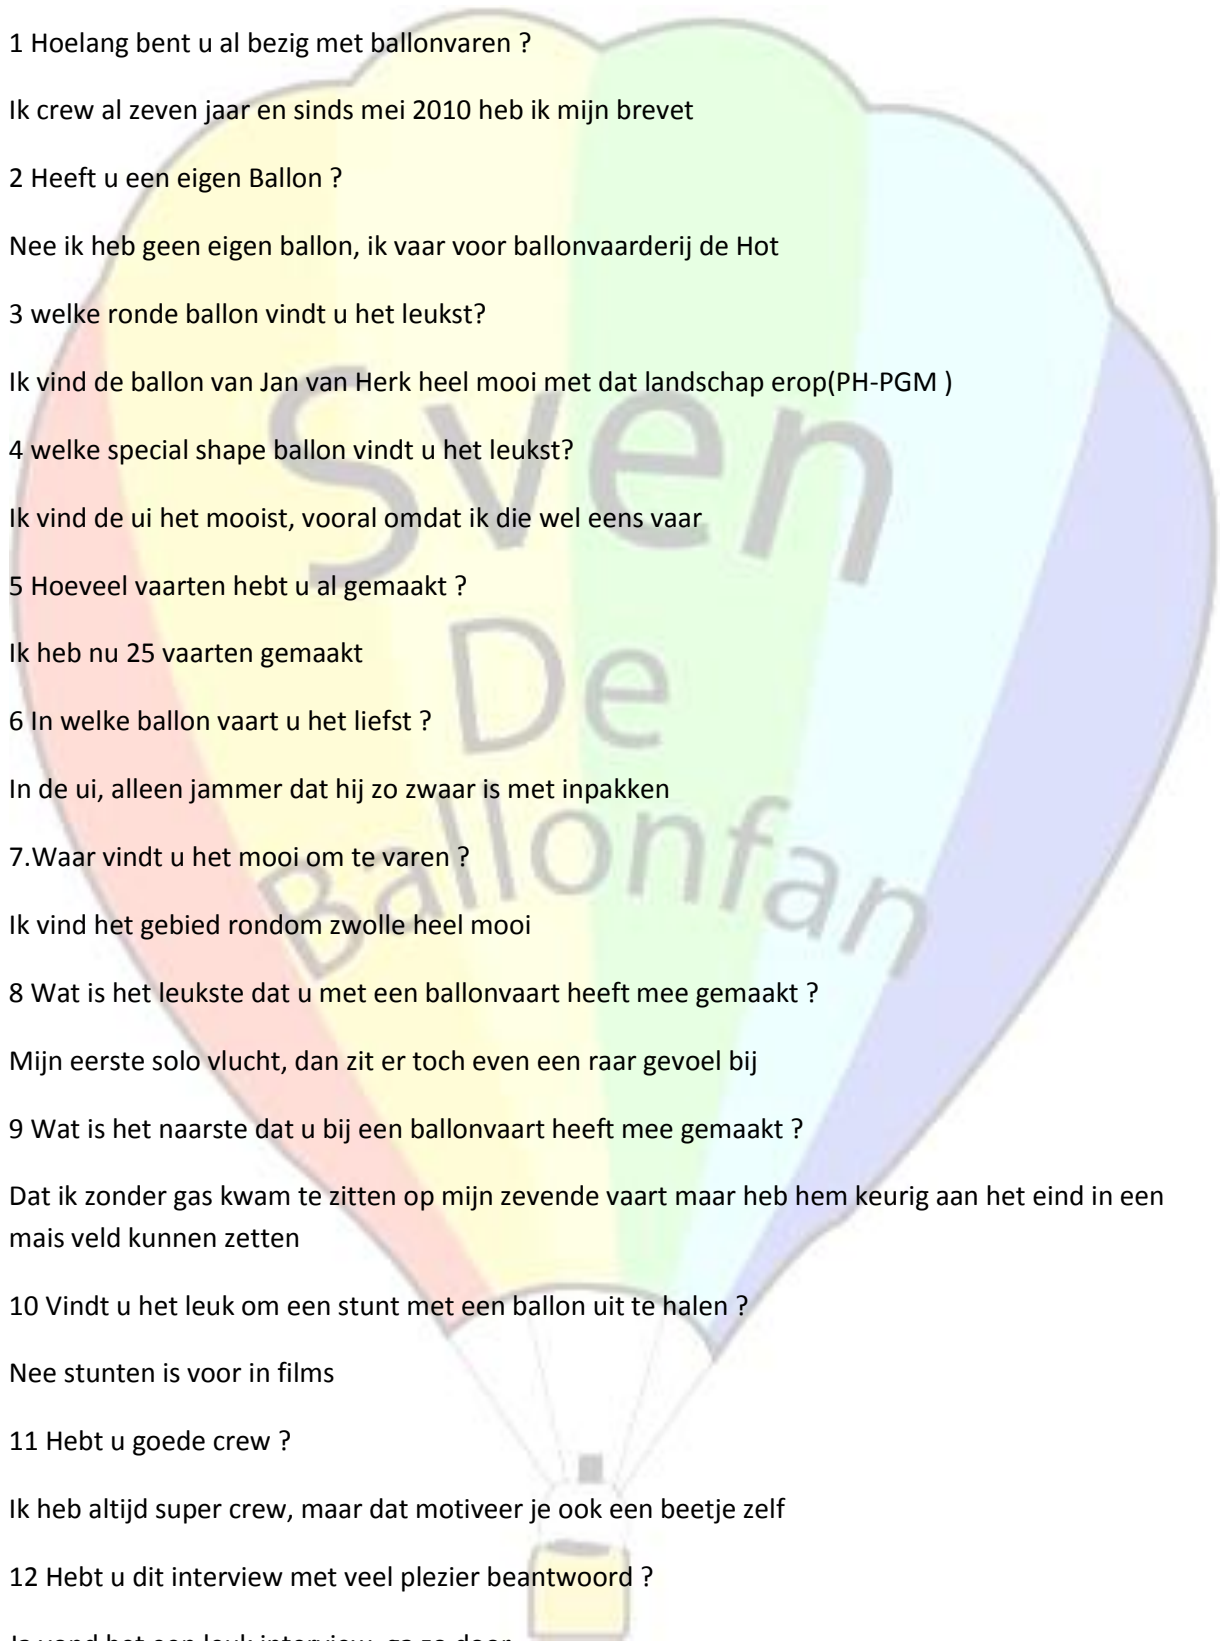 1 Hoelang bent u al bezig met ballonvaren ?
Ik crew al zeven jaar en sinds mei 2010 heb ik mijn brevet
2 Heeft u een eigen Ballon ?
Nee ik heb geen eigen ballon, ik vaar voor ballonvaarderij de Hot
3 welke ronde ballon vindt u het leukst?
Ik vind de ballon van Jan van Herk heel mooi met dat landschap erop(PH-PGM )
4 welke special shape ballon vindt u het leukst?
Ik vind de ui het mooist, vooral omdat ik die wel eens vaar
5 Hoeveel vaarten hebt u al gemaakt ?
Ik heb nu 25 vaarten gemaakt
6 In welke ballon vaart u het liefst ?
In de ui, alleen jammer dat hij zo zwaar is met inpakken
7.Waar vindt u het mooi om te varen ?
Ik vind het gebied rondom zwolle heel mooi
8 Wat is het leukste dat u met een ballonvaart heeft mee gemaakt ?
Mijn eerste solo vlucht, dan zit er toch even een raar gevoel bij
9 Wat is het naarste dat u bij een ballonvaart heeft mee gemaakt ?
Dat ik zonder gas kwam te zitten op mijn zevende vaart maar heb hem keurig aan het eind in een
mais veld kunnen zetten
10 Vindt u het leuk om een stunt met een ballon uit te halen ?
Nee stunten is voor in films
11 Hebt u goede crew ?
Ik heb altijd super crew, maar dat motiveer je ook een beetje zelf
12 Hebt u dit interview met veel plezier beantwoord ?
Ja vond het een leuk interview, ga zo door
Sven
De
Ballonfan